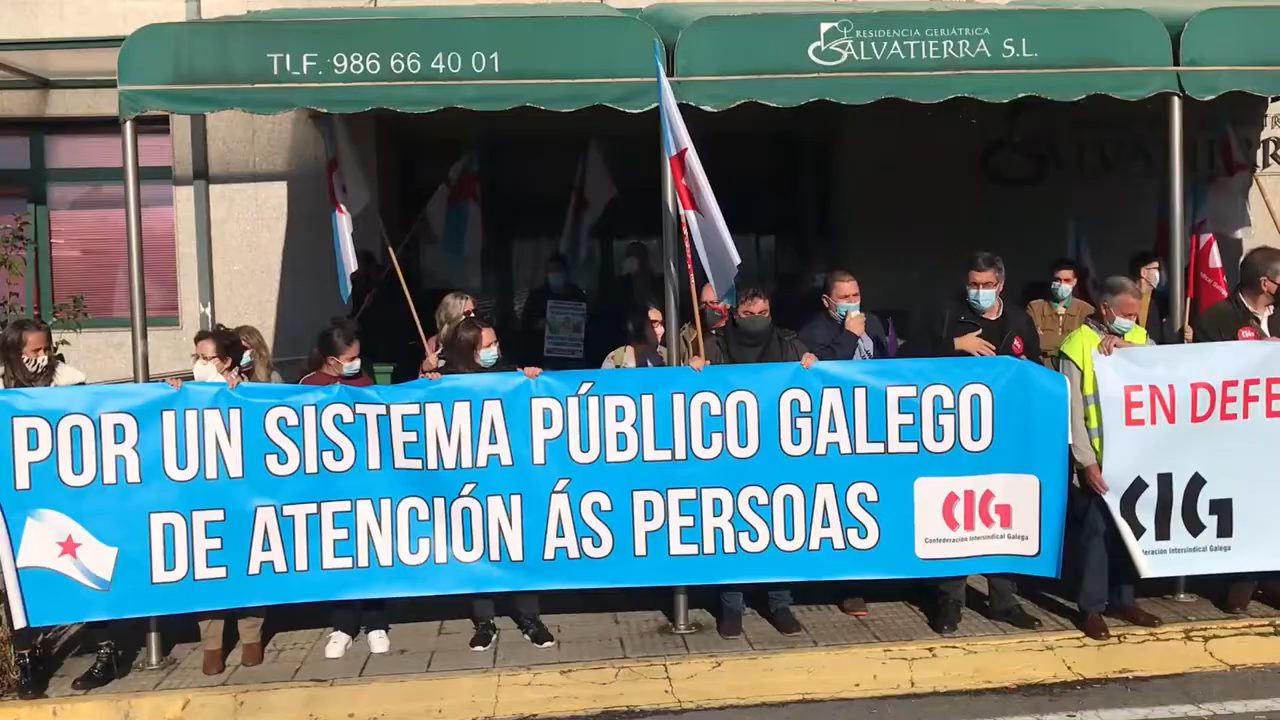 TLF. 986 66 40 01
RESIDENCIA GERIÁTRICA
SALVATIERRA S.L.
POR UN SISTEMA PÚBLICO GALEGO
DE ATENCIÓN ÁS PERSOAS
CIG
Confederación Intersindical Galega
EN DEFE
CIG
Intersindical Galega
CIG